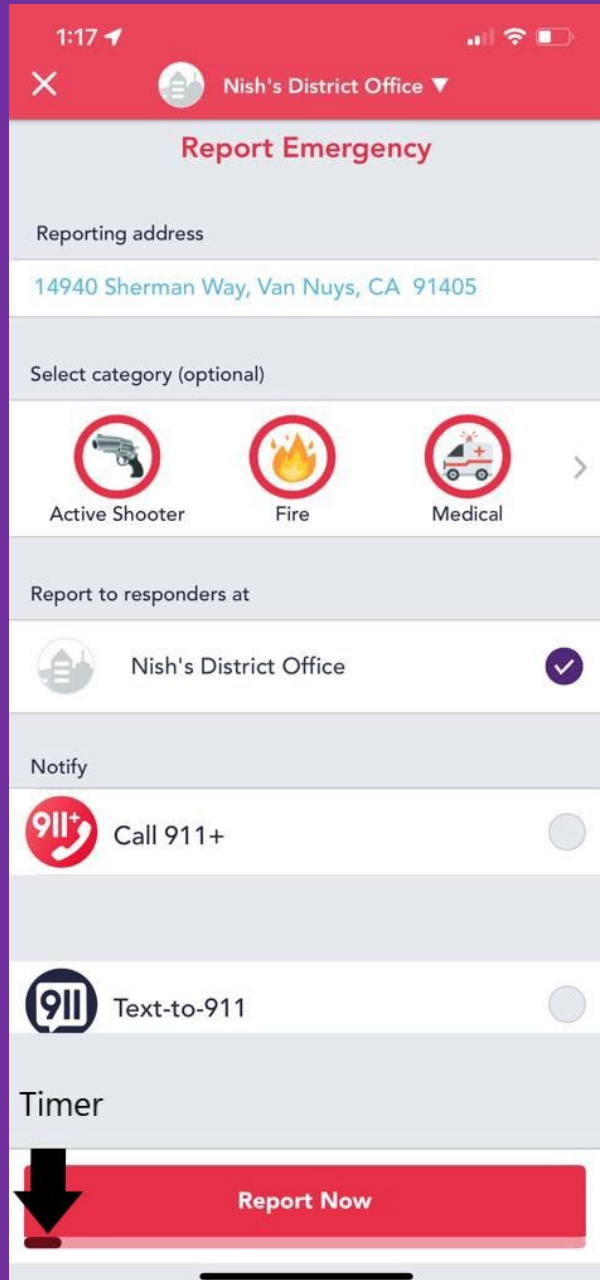 1:17
Nish's District Office ▼
Report Emergency
Reporting address
14940 Sherman Way, Van Nuys, CA 91405
Select category (optional)
Active Shooter Fire Medical
Report to responders at
Nish's District Office
Notify
911+ Call 911+
911 Text-to-911
Timer
Report Now